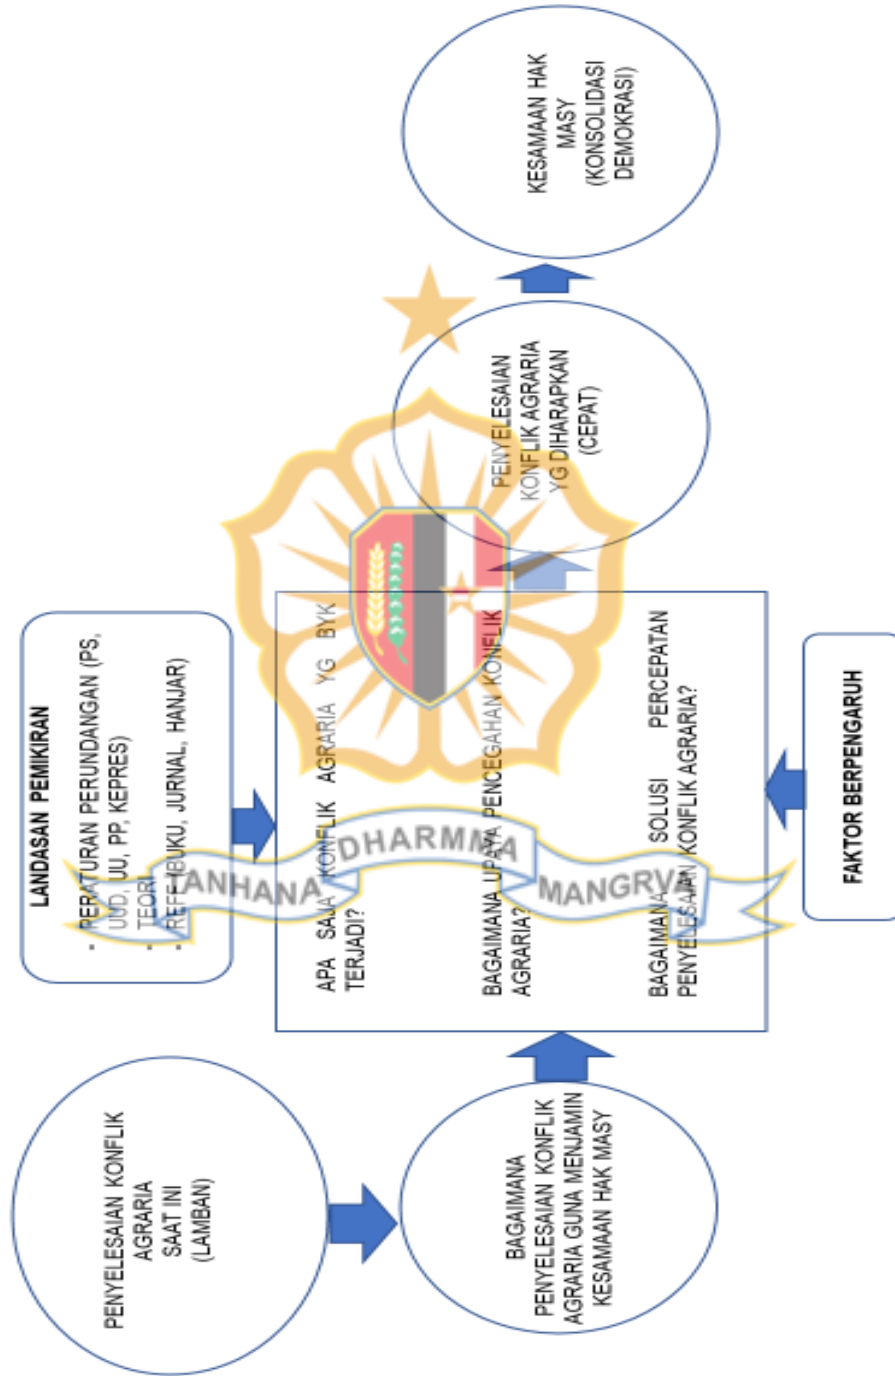 PENYELESAIAN KONFLIK
AGRARIA
SAAT INI
(LAMBAN)
BAGAIMANA
PENYELESAIAN KONFLIK
AGRARIA GUNA MENJAMIN
KESAMAAN HAK MASY
LANDASAN PEMIKIRAN
- PERATURAN PERUNDANGAN (PS,
UUD, UU, PP, KEPRES)
- TEORI
- REFF (BUKU, JURNAL, HANJAR)
APA SAJA KONFLIK AGRARIA YG BYK
TERJADI?
BAGAIMANA UPAYA PENCEGAHAN KONFLIK
AGRARIA?
BAGAIMANA SOLUSI PERCEPATAN
PENYELESAIAN KONFLIK AGRARIA?
FAKTOR BERPENGARUH
PENYELESAIAN
KONFLIK AGRARIA
YG DIHARAPKAN
(CEPAT)
KESAMAAN HAK
MASY
(KONSOLIDASI
DEMOKRASI)
TANHANA DHARMMA MANGRVA